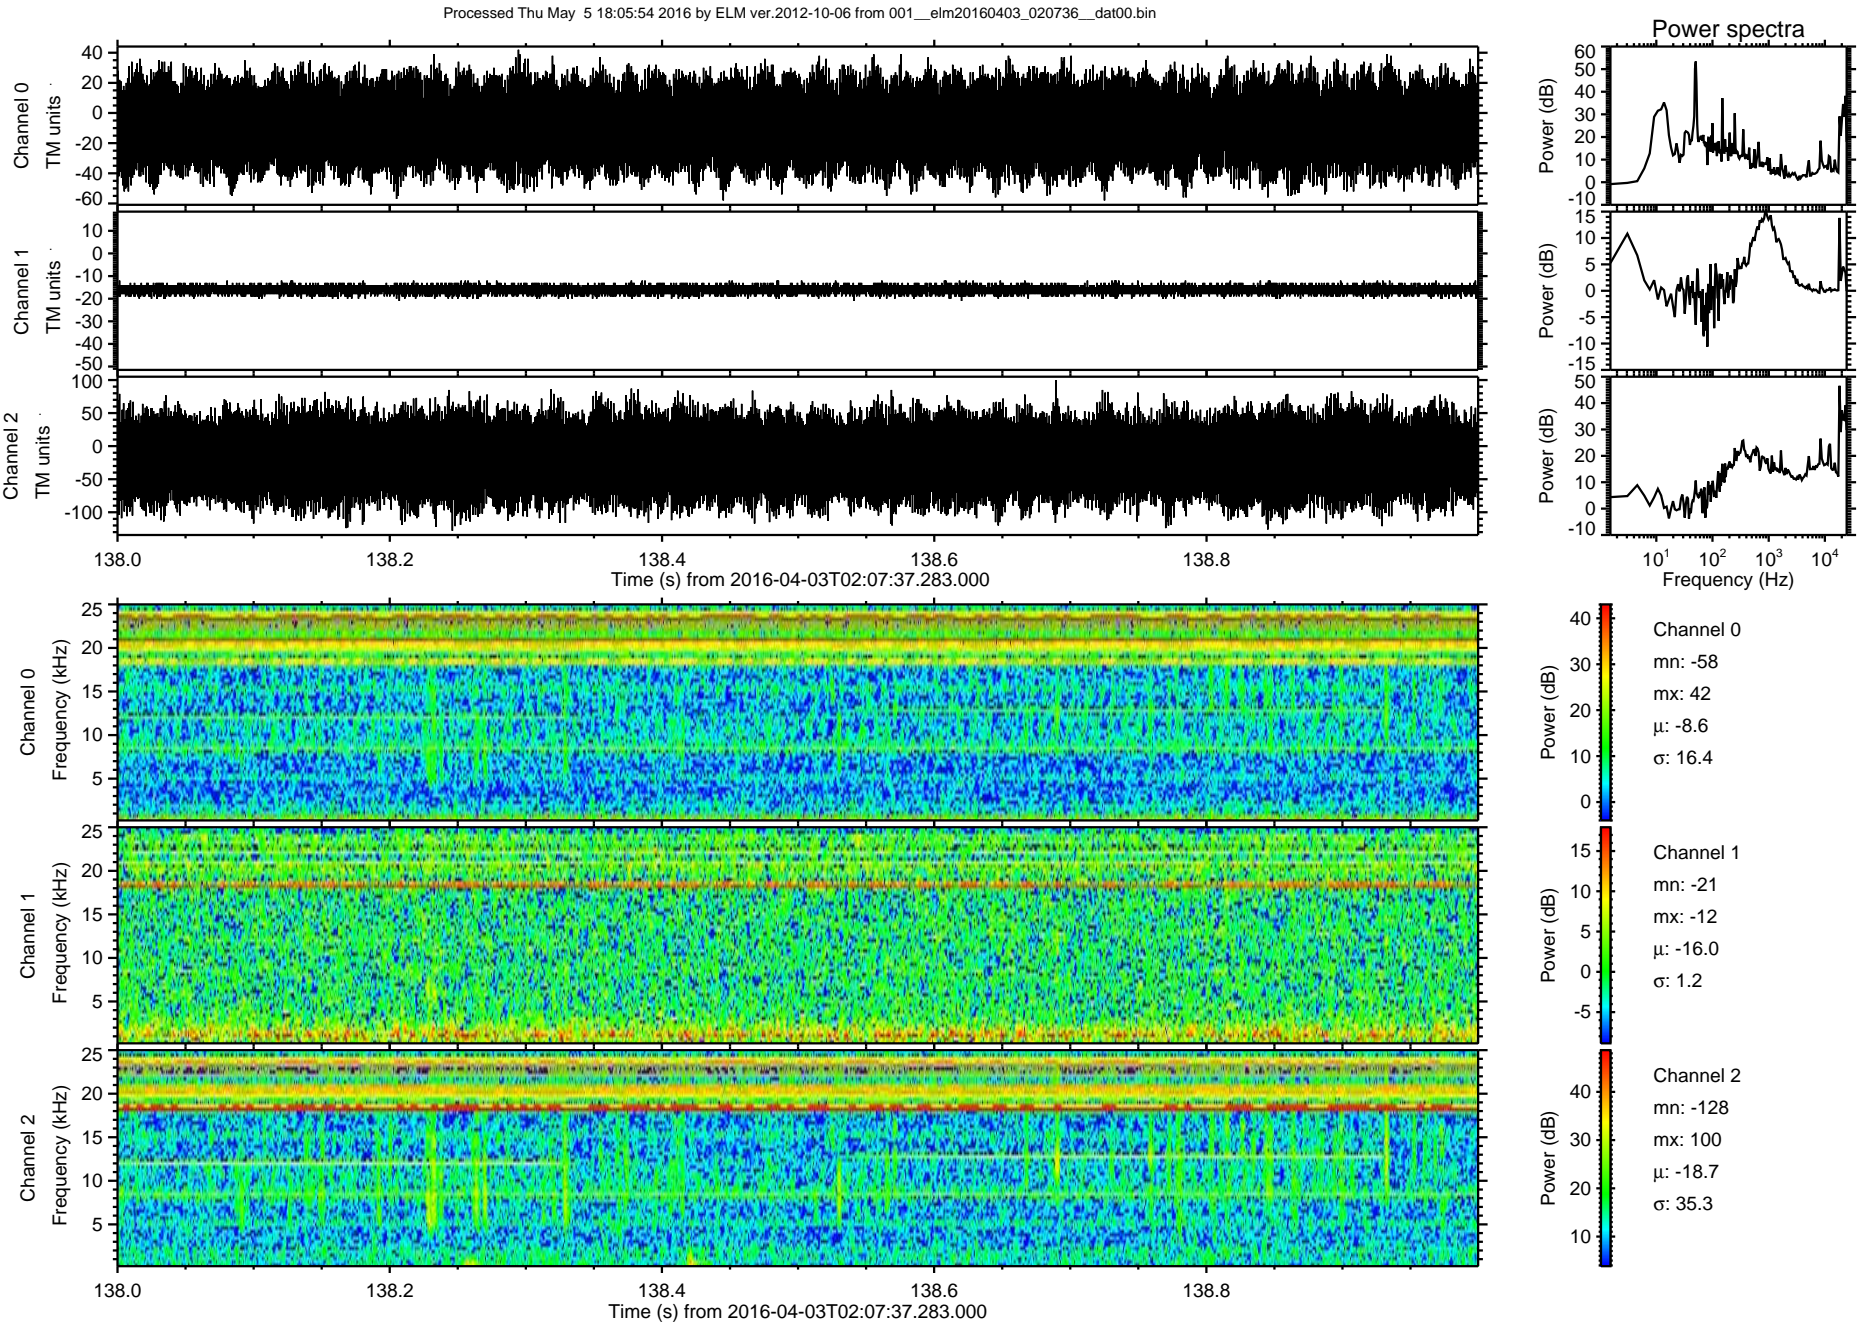 Processed Thu May 5 18:05:54 2016 by ELM ver.2012-10-06 from 001__elm20160403_020736__dat00.bin
Power spectra
Channel 0
TM units
40
20
0
-20
-40
-60
Power (dB)
60
50
40
30
20
10
0
-10
Channel 1
TM units
10
0
-10
-20
-30
-40
-50
Power (dB)
15
10
5
0
-5
-10
-15
Channel 2
TM units
100
50
0
-50
-100
Power (dB)
50
40
30
20
10
0
-10
138.0 138.2 138.4 138.6 138.8
Time (s) from 2016-04-03T02:07:37.283.000
10^1 10^2 10^3 10^4
Frequency (Hz)
Channel 0
Frequency (kHz)
25
20
15
10
5
Power (dB)
40
30
20
10
0
Channel 0
mn: -58
mx: 42
µ: -8.6
σ: 16.4
Channel 1
Frequency (kHz)
25
20
15
10
5
Power (dB)
15
10
5
0
-5
Channel 1
mn: -21
mx: -12
µ: -16.0
σ: 1.2
Channel 2
Frequency (kHz)
25
20
15
10
5
Power (dB)
40
30
20
10
Channel 2
mn: -128
mx: 100
µ: -18.7
σ: 35.3
138.0 138.2 138.4 138.6 138.8
Time (s) from 2016-04-03T02:07:37.283.000